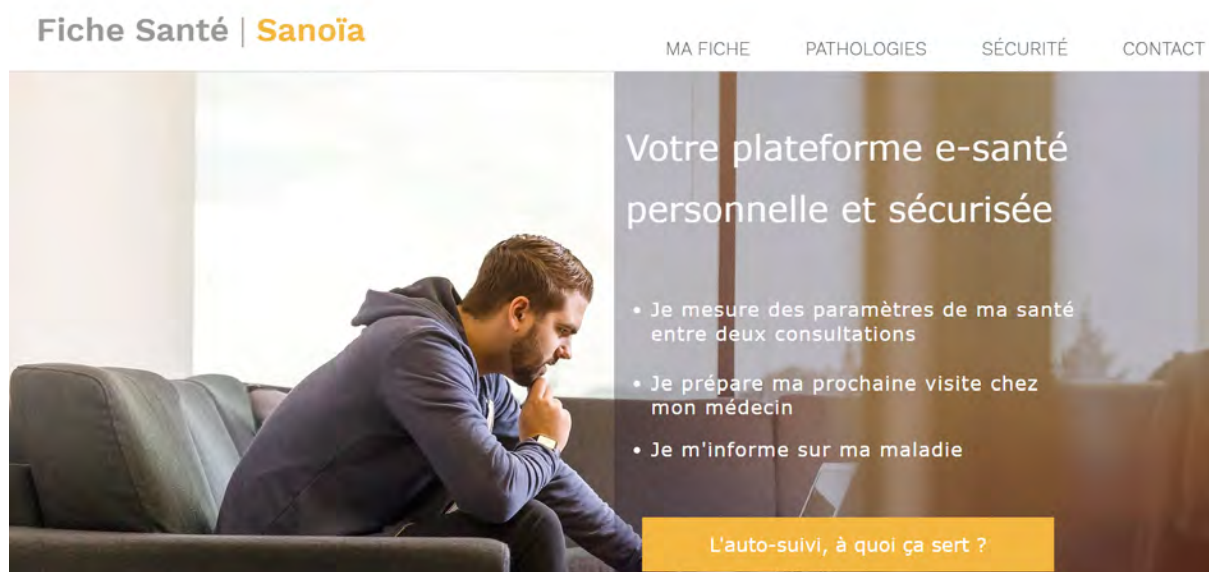 Fiche Santé | Sanoïa
MA FICHE PATHOLOGIES SÉCURITÉ CONTACT
Votre plateforme e-santé
personnelle et sécurisée
• Je mesure des paramètres de ma santé
entre deux consultations
• Je prépare ma prochaine visite chez
mon médecin
• Je m'informe sur ma maladie
L'auto-suivi, à quoi ça sert ?